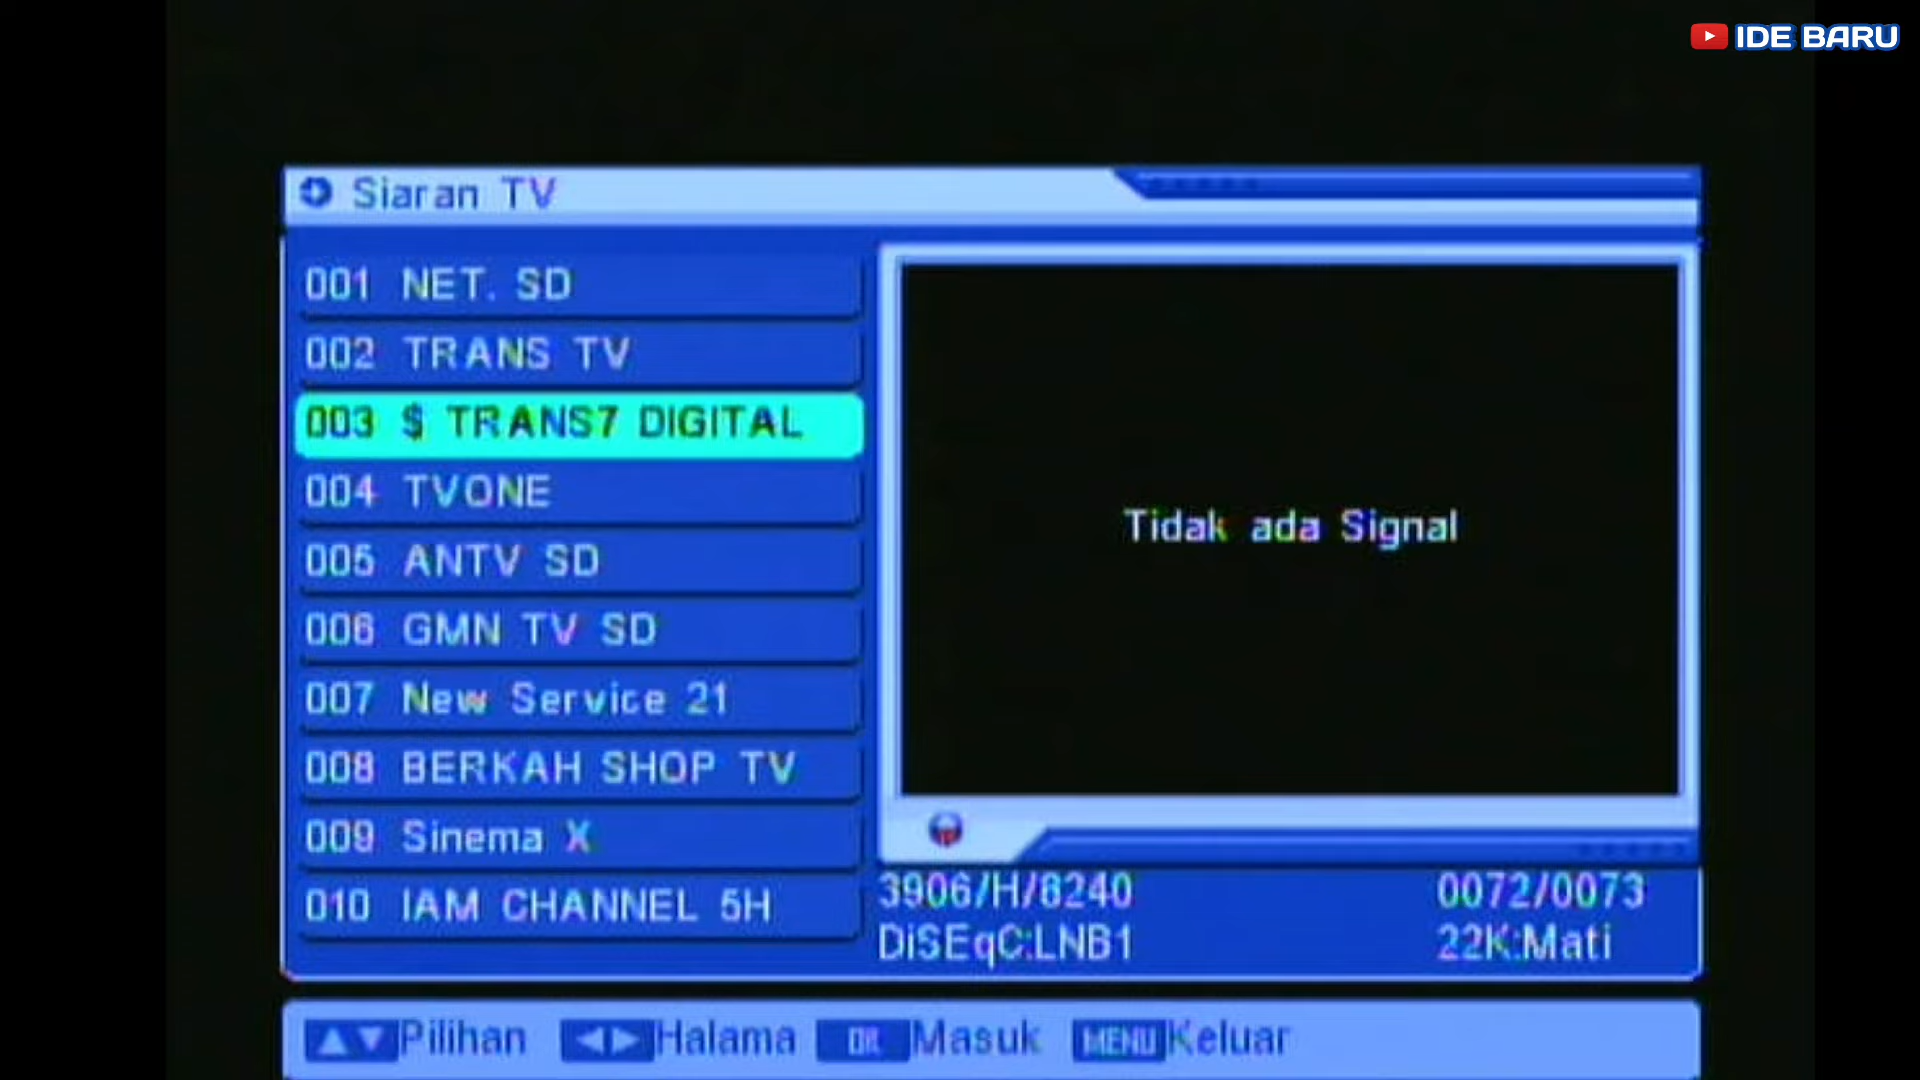 IDE BARU
Siaran TV
001 NET. SD
002 TRANS TV
003 $ TRANS7 DIGITAL
004 TVONE
005 ANTV SD
006 GMN TV SD
007 New Service 21
008 BERKAH SHOP TV
009 Sinema X
010 IAM CHANNEL 5H
Tidak ada Signal
3906/H/8240 0072/0073
DiSEqC:LNB1 22K:Mati
▲▼Pilihan ◀▶Halama OK Masuk MENU Keluar